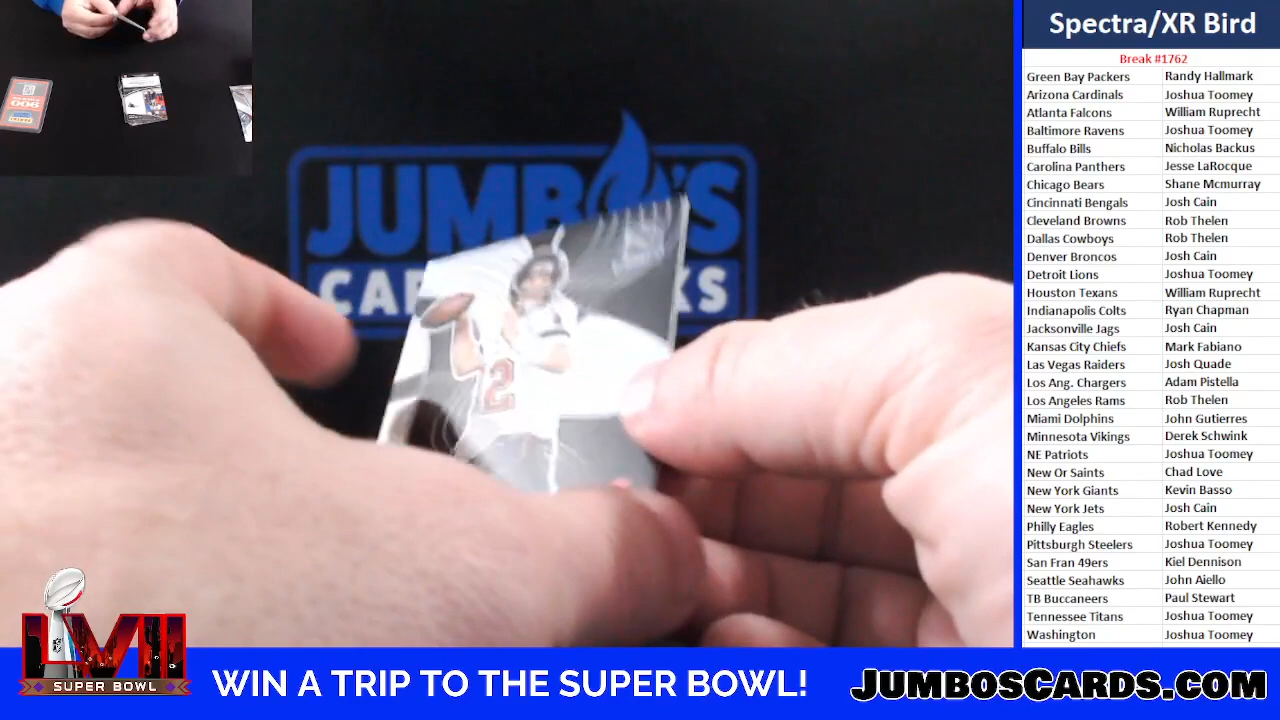 Spectra/XR Bird
Break #1762
Green Bay Packers Randy Hallmark
Arizona Cardinals Joshua Toomey
Atlanta Falcons William Ruprecht
Baltimore Ravens Joshua Toomey
Buffalo Bills Nicholas Backus
Carolina Panthers Jesse LaRocque
Chicago Bears Shane Mcmurray
Cincinnati Bengals Josh Cain
Cleveland Browns Rob Thelen
Dallas Cowboys Rob Thelen
Denver Broncos Josh Cain
Detroit Lions Joshua Toomey
Houston Texans William Ruprecht
Indianapolis Colts Ryan Chapman
Jacksonville Jags Josh Cain
Kansas City Chiefs Mark Fabiano
Las Vegas Raiders Josh Quade
Los Ang. Chargers Adam Pistella
Los Angeles Rams Rob Thelen
Miami Dolphins John Gutierres
Minnesota Vikings Derek Schwink
NE Patriots Joshua Toomey
New Or Saints Chad Love
New York Giants Kevin Basso
New York Jets Josh Cain
Philly Eagles Robert Kennedy
Pittsburgh Steelers Joshua Toomey
San Fran 49ers Kiel Dennison
Seattle Seahawks John Aiello
TB Buccaneers Paul Stewart
Tennessee Titans Joshua Toomey
Washington Joshua Toomey
JUMBO'S
2
LVII
SUPER BOWL
WIN A TRIP TO THE SUPER BOWL!
JUMBOSCARDS.COM